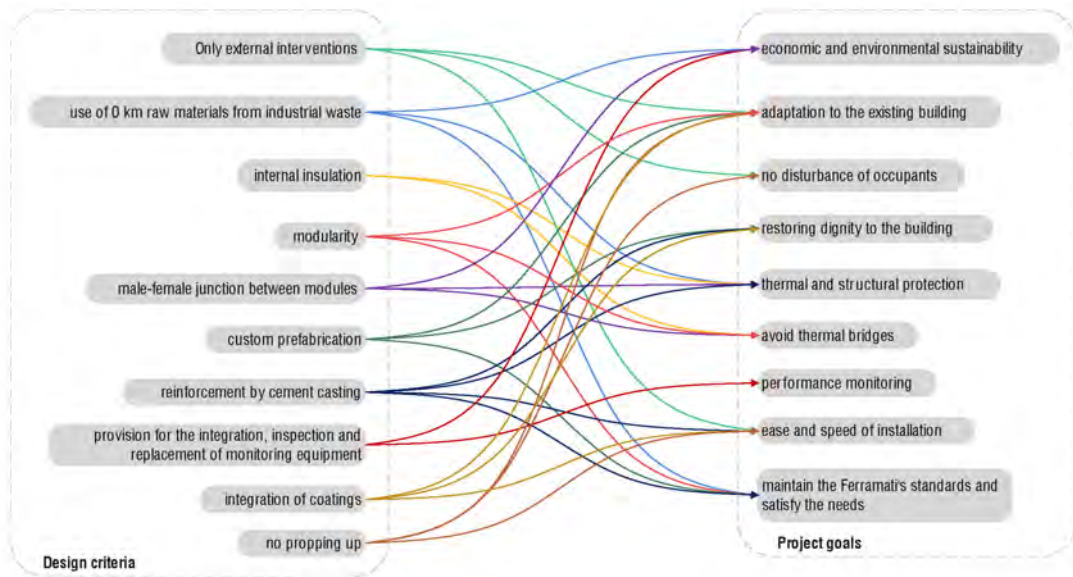 Only external interventions
use of 0 km raw materials from industrial waste
internal insulation
modularity
male-female junction between modules
custom prefabrication
reinforcement by cement casting
provision for the integration, inspection and
replacement of monitoring equipment
integration of coatings
no propping up
Design criteria
economic and environmental sustainability
adaptation to the existing building
no disturbance of occupants
restoring dignity to the building
thermal and structural protection
avoid thermal bridges
performance monitoring
ease and speed of installation
maintain the Ferramati's standards and
satisfy the needs
Project goals